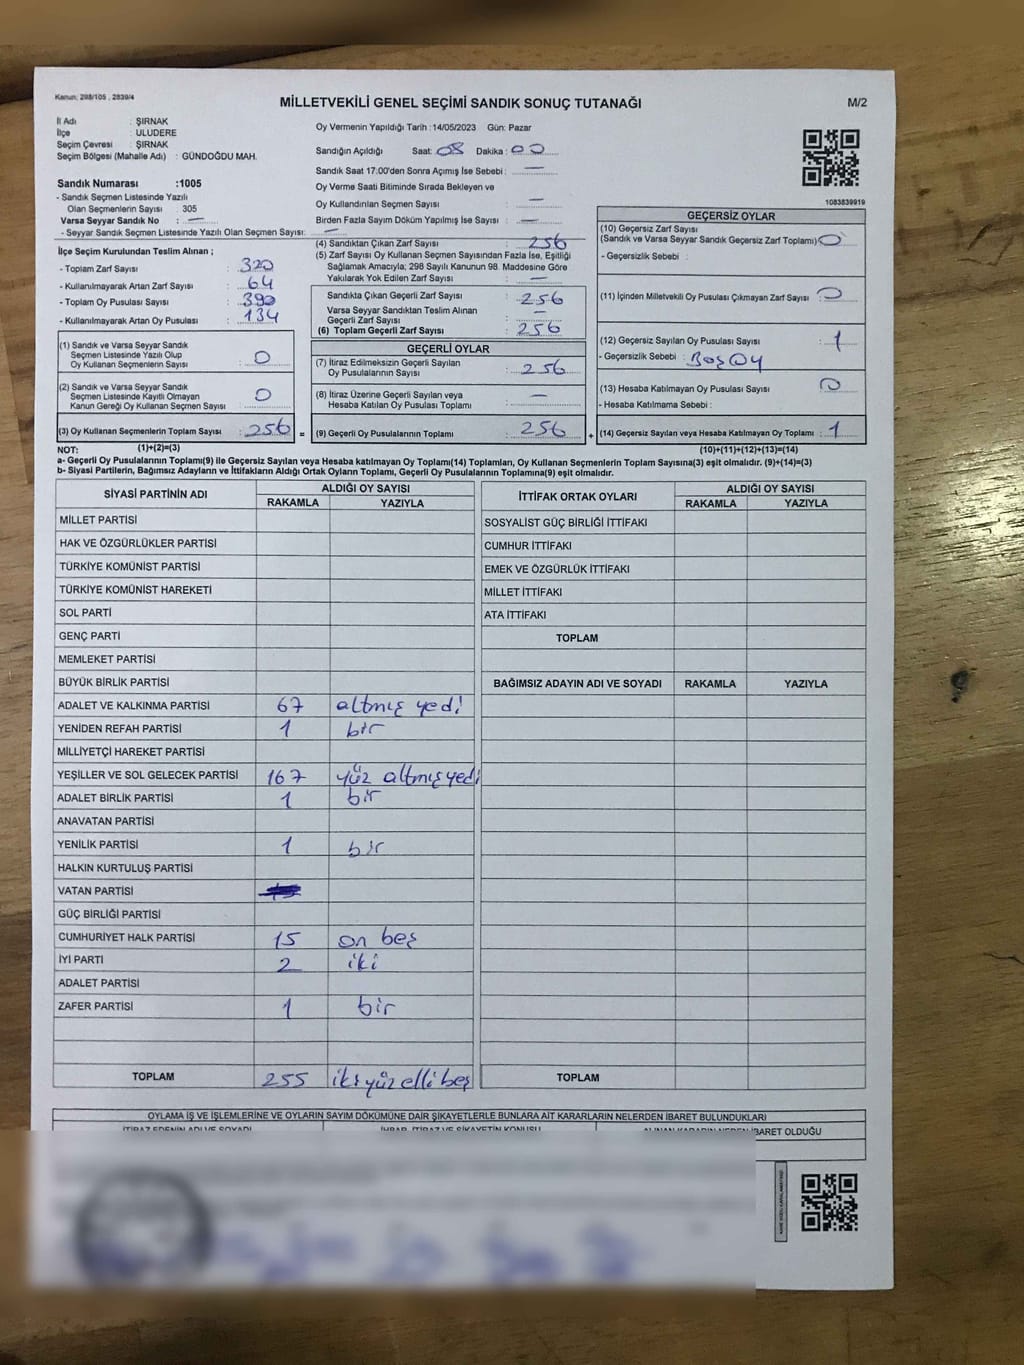 Kanun: 298/105 , 2839/4
MİLLETVEKİLİ GENEL SEÇİMİ SANDIK SONUÇ TUTANAĞI
M/2
İl Adı : ŞIRNAK
İlçe : ULUDERE
Seçim Çevresi : ŞIRNAK
Seçim Bölgesi (Mahalle Adı) : GÜNDOĞDU MAH.
Sandık Numarası :1005
- Sandık Seçmen Listesinde Yazılı
Olan Seçmenlerin Sayısı : 305
Varsa Seyyar Sandık No : —
- Seyyar Sandık Seçmen Listesinde Yazılı Olan Seçmen Sayısı: —
Oy Vermenin Yapıldığı Tarih :14/05/2023 Gün: Pazar
Sandığın Açıldığı Saat: 08 Dakika : 00
Sandık Saat 17.00'den Sonra Açımış İse Sebebi : —
Oy Verme Saati Bitiminde Sırada Bekleyen ve
Oy Kullandırılan Seçmen Sayısı : —
Birden Fazla Sayım Döküm Yapılmış İse Sayısı : —
1083839919
İlçe Seçim Kurulundan Teslim Alınan ;
- Toplam Zarf Sayısı : 320
- Kullanılmayarak Artan Zarf Sayısı : 64
- Toplam Oy Pusulası Sayısı : 390
- Kullanılmayarak Artan Oy Pusulası : 134
(1) Sandık ve Varsa Seyyar Sandık
Seçmen Listesinde Yazılı Olup
Oy Kullanan Seçmenlerin Sayısı : 0
(2) Sandık ve Varsa Seyyar Sandık
Seçmen Listesinde Kayıtlı Olmayan
Kanun Gereği Oy Kullanan Seçmen Sayısı : 0
(3) Oy Kullanan Seçmenlerin Toplam Sayısı : 256 =
(4) Sandıktan Çıkan Zarf Sayısı : 256
(5) Zarf Sayısı Oy Kullanan Seçmen Sayısından Fazla İse, Eşitliği
Sağlamak Amacıyla; 298 Sayılı Kanunun 98. Maddesine Göre
Yakılarak Yok Edilen Zarf Sayısı : —
Sandıkta Çıkan Geçerli Zarf Sayısı : 256
Varsa Seyyar Sandıktan Teslim Alınan
Geçerli Zarf Sayısı : —
(6) Toplam Geçerli Zarf Sayısı : 256
GEÇERLİ OYLAR
(7) İtiraz Edilmeksizin Geçerli Sayılan
Oy Pusulalarının Sayısı : 256
(8) İtiraz Üzerine Geçerli Sayılan veya
Hesaba Katılan Oy Pusulası Toplamı : —
(9) Geçerli Oy Pusulalarının Toplamı : 256 +
GEÇERSİZ OYLAR
(10) Geçersiz Zarf Sayısı
(Sandık ve Varsa Seyyar Sandık Geçersiz Zarf Toplamı) : 0
- Geçersizlik Sebebi :
(11) İçinden Milletvekili Oy Pusulası Çıkmayan Zarf Sayısı : 0
(12) Geçersiz Sayılan Oy Pusulası Sayısı : 1
- Geçersizlik Sebebi : Boş Oy
(13) Hesaba Katılmayan Oy Pusulası Sayısı : 0
- Hesaba Katılmama Sebebi :
(14) Geçersiz Sayılan veya Hesaba Katılmayan Oy Toplamı : 1
NOT: (1)+(2)=(3) (10)+(11)+(12)+(13)=(14)
a- Geçerli Oy Pusulalarının Toplamı(9) ile Geçersiz Sayılan veya Hesaba katılmayan Oy Toplamı(14) Toplamları, Oy Kullanan Seçmenlerin Toplam Sayısına(3) eşit olmalıdır. (9)+(14)=(3)
b- Siyasi Partilerin, Bağımsız Adayların ve İttifakların Aldığı Ortak Oyların Toplamı, Geçerli Oy Pusulalarının Toplamına(9) eşit olmalıdır.
SİYASİ PARTİNİN ADI ALDIĞI OY SAYISI
RAKAMLA YAZIYLA
MİLLET PARTİSİ
HAK VE ÖZGÜRLÜKLER PARTİSİ
TÜRKİYE KOMÜNİST PARTİSİ
TÜRKİYE KOMÜNİST HAREKETİ
SOL PARTİ
GENÇ PARTİ
MEMLEKET PARTİSİ
BÜYÜK BİRLİK PARTİSİ
ADALET VE KALKINMA PARTİSİ 67 altmış yedi
YENİDEN REFAH PARTİSİ 1 bir
MİLLİYETÇİ HAREKET PARTİSİ
YEŞİLLER VE SOL GELECEK PARTİSİ 167 yüz altmış yedi
ADALET BİRLİK PARTİSİ 1 bir
ANAVATAN PARTİSİ
YENİLİK PARTİSİ 1 bir
HALKIN KURTULUŞ PARTİSİ
VATAN PARTİSİ
GÜÇ BİRLİĞİ PARTİSİ
CUMHURİYET HALK PARTİSİ 15 on beş
İYİ PARTİ 2 iki
ADALET PARTİSİ
ZAFER PARTİSİ 1 bir
TOPLAM 255 iki yüz elli beş
İTTİFAK ORTAK OYLARI ALDIĞI OY SAYISI
RAKAMLA YAZIYLA
SOSYALİST GÜÇ BİRLİĞİ İTTİFAKI
CUMHUR İTTİFAKI
EMEK VE ÖZGÜRLÜK İTTİFAKI
MİLLET İTTİFAKI
ATA İTTİFAKI
TOPLAM
BAĞIMSIZ ADAYIN ADI VE SOYADI RAKAMLA YAZIYLA
TOPLAM
OYLAMA İŞ VE İŞLEMLERİNE VE OYLARIN SAYIM DÖKÜMÜNE DAİR ŞİKAYETLERLE BUNLARA AİT KARARLARIN NELERDEN İBARET BULUNDUKLARI
İTİRAZ EDENİN ADI VE SOYADI İHBAR, İTİRAZ VE ŞİKAYETİN KONUSU ALINAN KARARIN NEDEN İBARET OLDUĞU